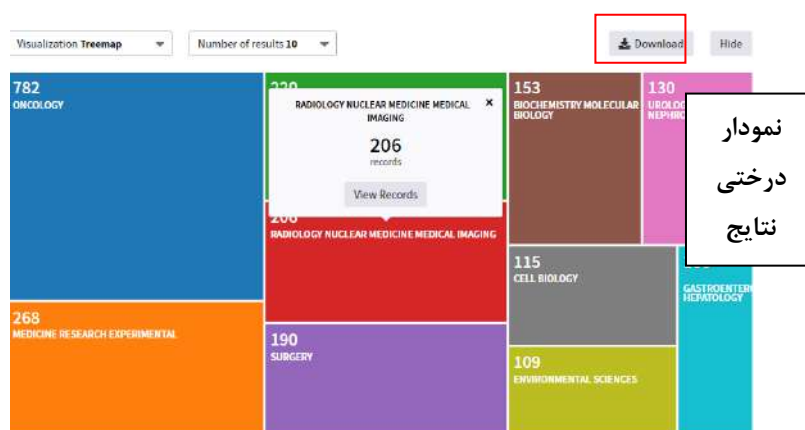 Visualization Treemap
Number of results 10
Download
Hide
782
ONCOLOGY
RADIOLOGY NUCLEAR MEDICINE MEDICAL
IMAGING
206
records
View Records
206
RADIOLOGY NUCLEAR MEDICINE MEDICAL IMAGING
153
BIOCHEMISTRY MOLECULAR
BIOLOGY
130
نمودار
درختی
نتایج
115
CELL BIOLOGY
HEPATOLOGY
268
MEDICINE RESEARCH EXPERIMENTAL
190
SURGERY
109
ENVIRONMENTAL SCIENCES